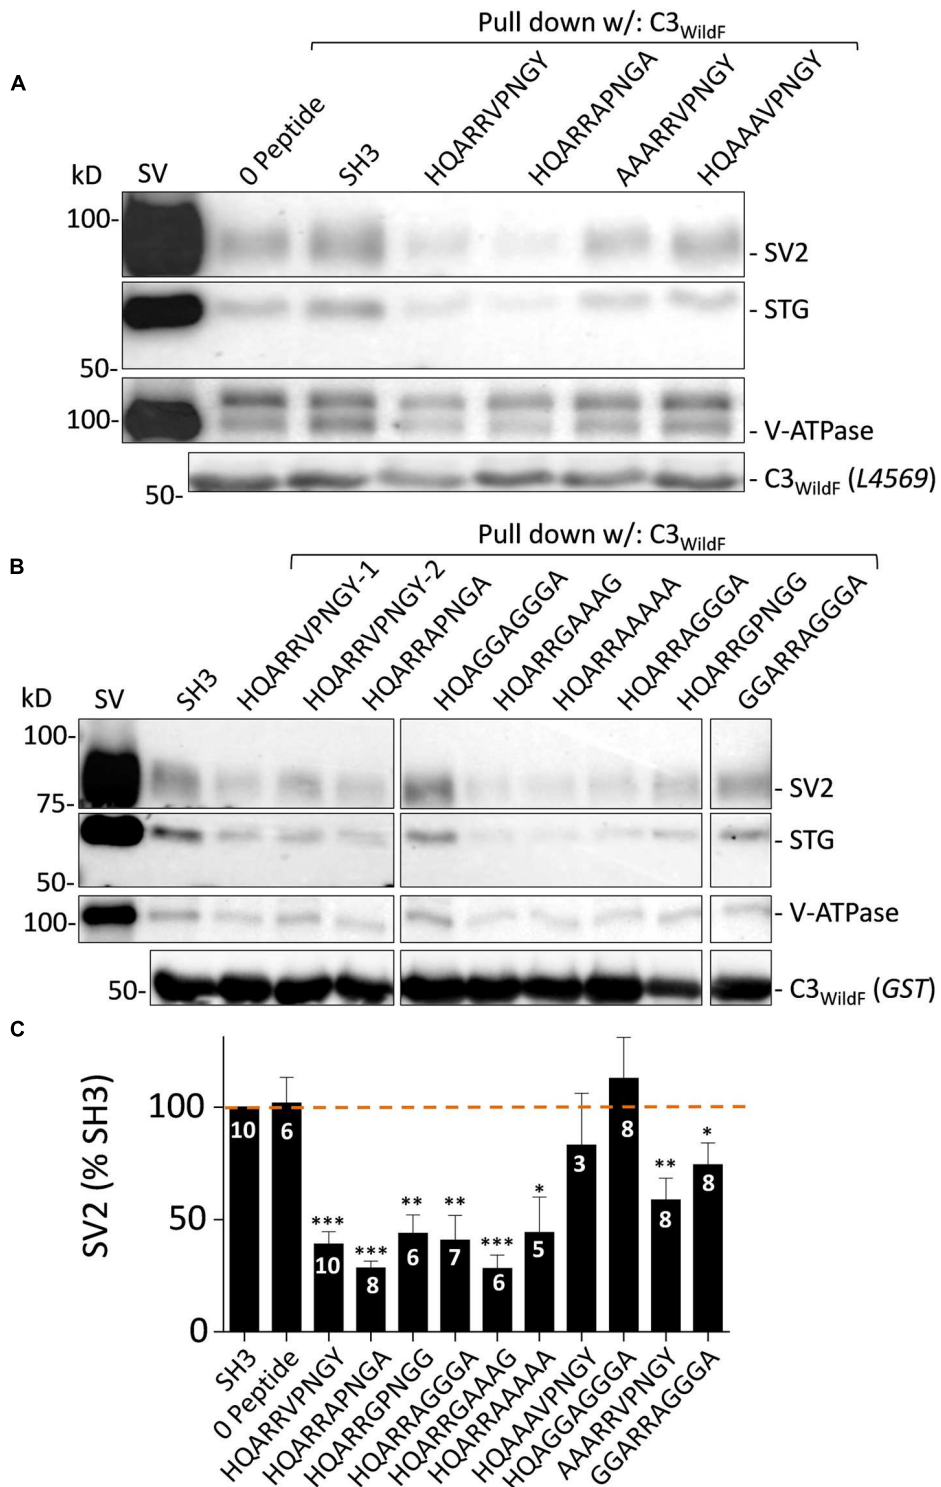 A
Pull down w/: C3WildF
kD
SV
0 Peptide
SH3
HQARRVPNGY
HQARRAPNGA
AAARRVPNGY
HQAAAVPNGY
100-
- SV2
- STG
50-
100-
- V-ATPase
50-
- C3WildF (L4569)
B
Pull down w/: C3WildF
kD
SV
SH3
HQARRVPNGY-1
HQARRVPNGY-2
HQARRAPNGA
HQAGGAGGGA
HQARRGAAAG
HQARRAAAAA
HQARRAGGGA
HQARRGPNGG
GGARRAGGGA
100-
- SV2
75-
- STG
50-
- V-ATPase
100-
50-
- C3WildF (GST)
C
SV2 (% SH3)
100
50
0
10
6
***
10
***
8
**
6
**
7
***
6
*
5
3
8
**
8
*
8
SH3
0 Peptide
HQARRVPNGY
HQARRAPNGA
HQARRGPNGG
HQARRAGGGA
HQARRGAAAG
HQARRAAAAA
HQAAAVPNGY
HQAGGAGGGA
AAARRVPNGY
GGARRAGGGA